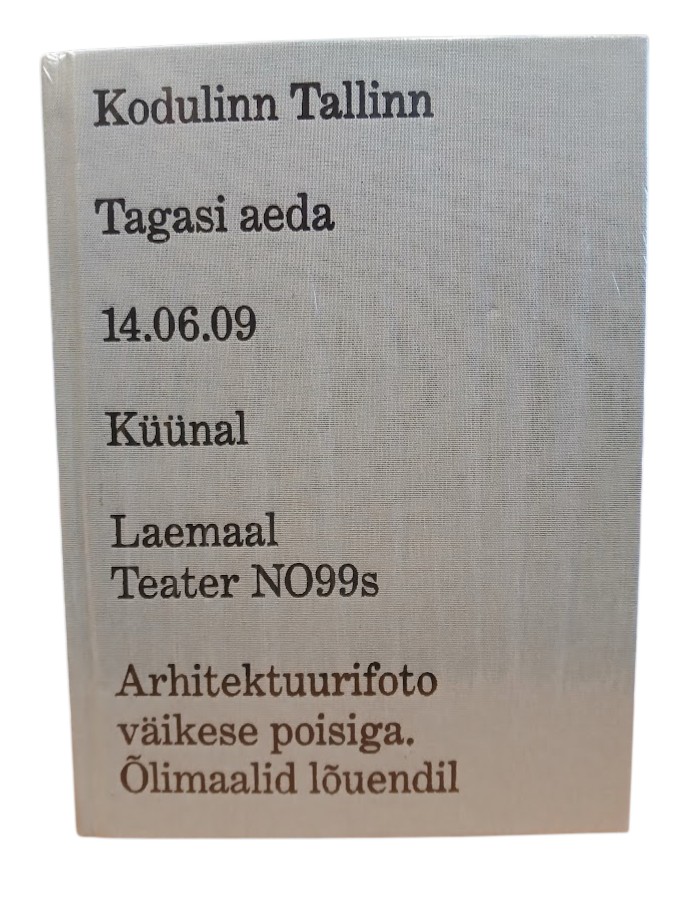 Kodulinn Tallinn
Tagasi aeda
14.06.09
Küünal
Laemaal
Teater NO99s
Arhitektuurifoto
väikese poisiga.
Õlimaalid lõuendil